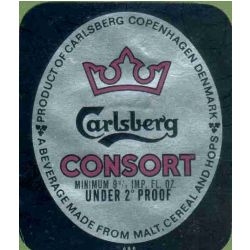 PRODUCT OF CARLSBERG COPENHAGEN DENMARK
Carlsberg
CONSORT
MINIMUM 9⅔ IMP. FL. OZ.
UNDER 2° PROOF
A BEVERAGE MADE FROM MALT, CEREAL AND HOPS